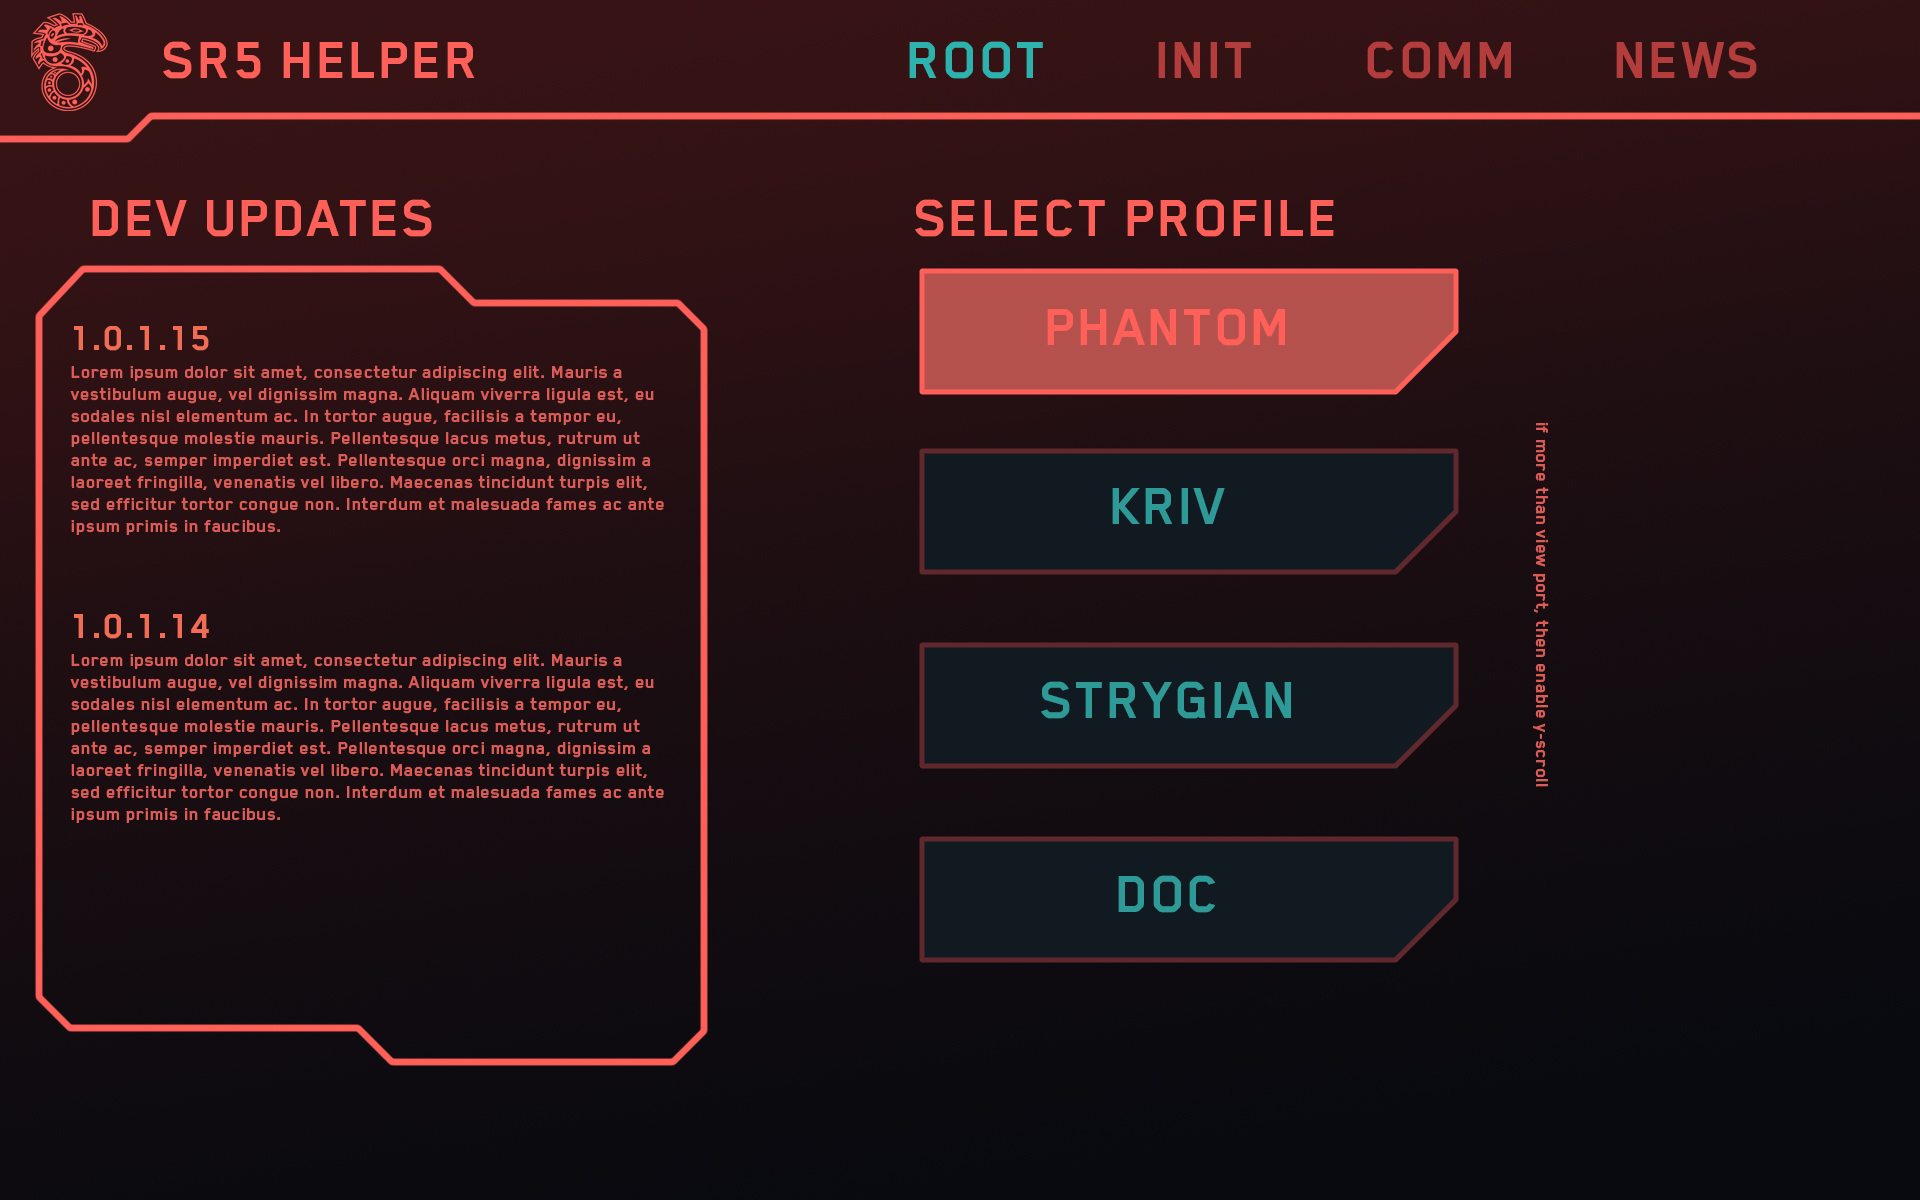 SR5 HELPER
ROOT
INIT
COMM
NEWS
DEV UPDATES
1.0.1.15
Lorem ipsum dolor sit amet, consectetur adipiscing elit. Mauris a
vestibulum augue, vel dignissim magna. Aliquam viverra ligula est, eu
sodales nisl elementum ac. In tortor augue, facilisis a tempor eu,
pellentesque molestie mauris. Pellentesque lacus metus, rutrum ut
ante ac, semper imperdiet est. Pellentesque orci magna, dignissim a
laoreet fringilla, venenatis vel libero. Maecenas tincidunt turpis elit,
sed efficitur tortor congue non. Interdum et malesuada fames ac ante
ipsum primis in faucibus.
1.0.1.14
Lorem ipsum dolor sit amet, consectetur adipiscing elit. Mauris a
vestibulum augue, vel dignissim magna. Aliquam viverra ligula est, eu
sodales nisl elementum ac. In tortor augue, facilisis a tempor eu,
pellentesque molestie mauris. Pellentesque lacus metus, rutrum ut
ante ac, semper imperdiet est. Pellentesque orci magna, dignissim a
laoreet fringilla, venenatis vel libero. Maecenas tincidunt turpis elit,
sed efficitur tortor congue non. Interdum et malesuada fames ac ante
ipsum primis in faucibus.
SELECT PROFILE
PHANTOM
KRIV
STRYGIAN
DOC
if more than view port, then enable y-scroll